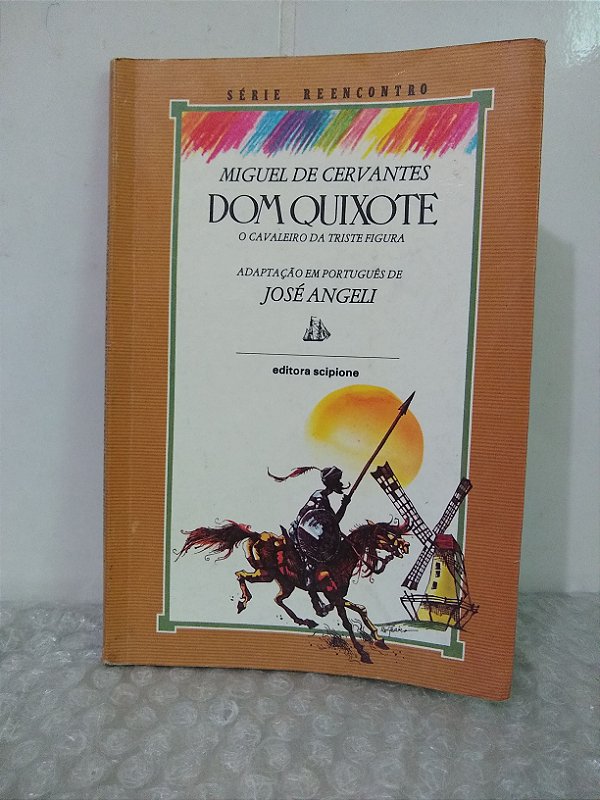 SÉRIE REENCONTRO
MIGUEL DE CERVANTES
DOM QUIXOTE
O CAVALEIRO DA TRISTE FIGURA
ADAPTAÇÃO EM PORTUGUÊS DE
JOSÉ ANGELI
editora scipione